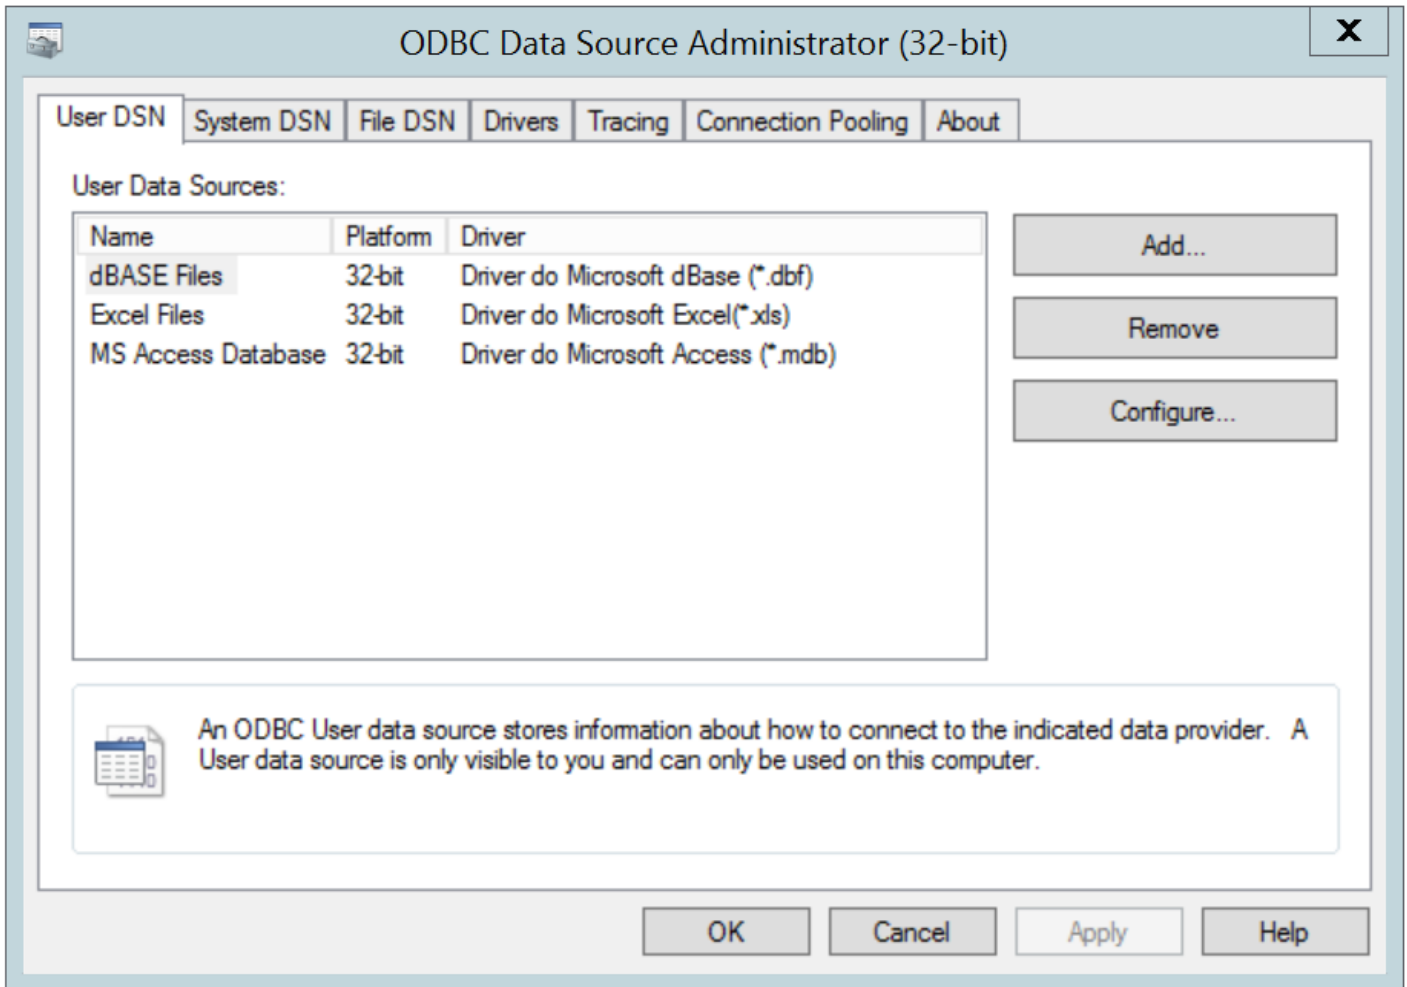 ODBC Data Source Administrator (32-bit)
X
User DSN System DSN File DSN Drivers Tracing Connection Pooling About
User Data Sources:
Name Platform Driver
dBASE Files 32-bit Driver do Microsoft dBase (*.dbf)
Excel Files 32-bit Driver do Microsoft Excel(*.xls)
MS Access Database 32-bit Driver do Microsoft Access (*.mdb)
Add...
Remove
Configure...
An ODBC User data source stores information about how to connect to the indicated data provider. A
User data source is only visible to you and can only be used on this computer.
OK Cancel Apply Help